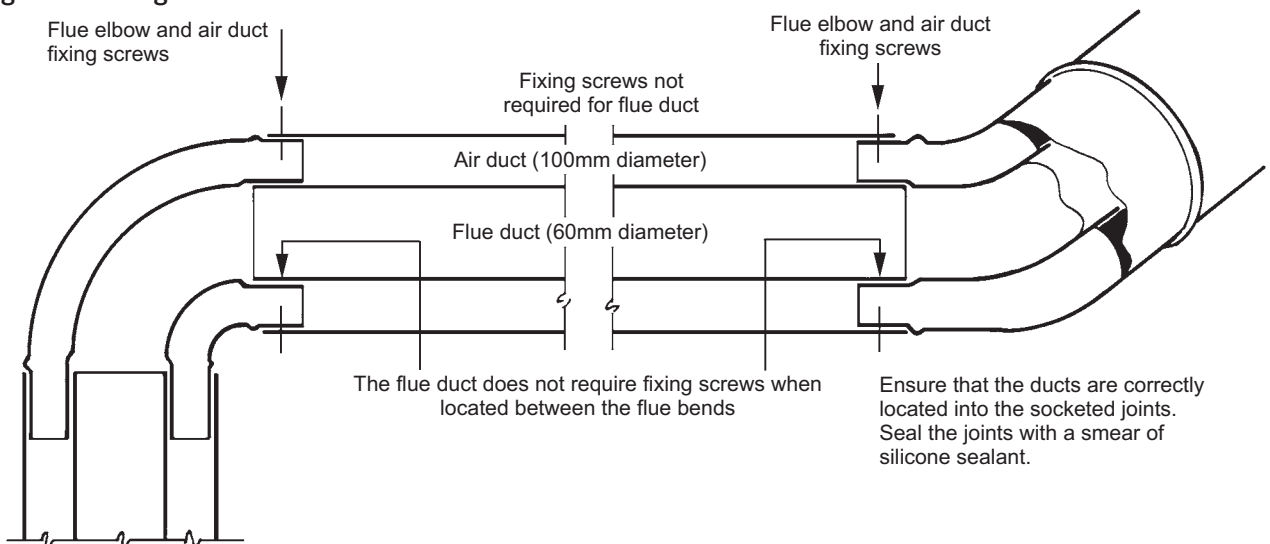 Flue elbow and air duct
fixing screws
Flue elbow and air duct
fixing screws
Fixing screws not
required for flue duct
Air duct (100mm diameter)
Flue duct (60mm diameter)
The flue duct does not require fixing screws when
located between the flue bends
Ensure that the ducts are correctly
located into the socketed joints.
Seal the joints with a smear of
silicone sealant.